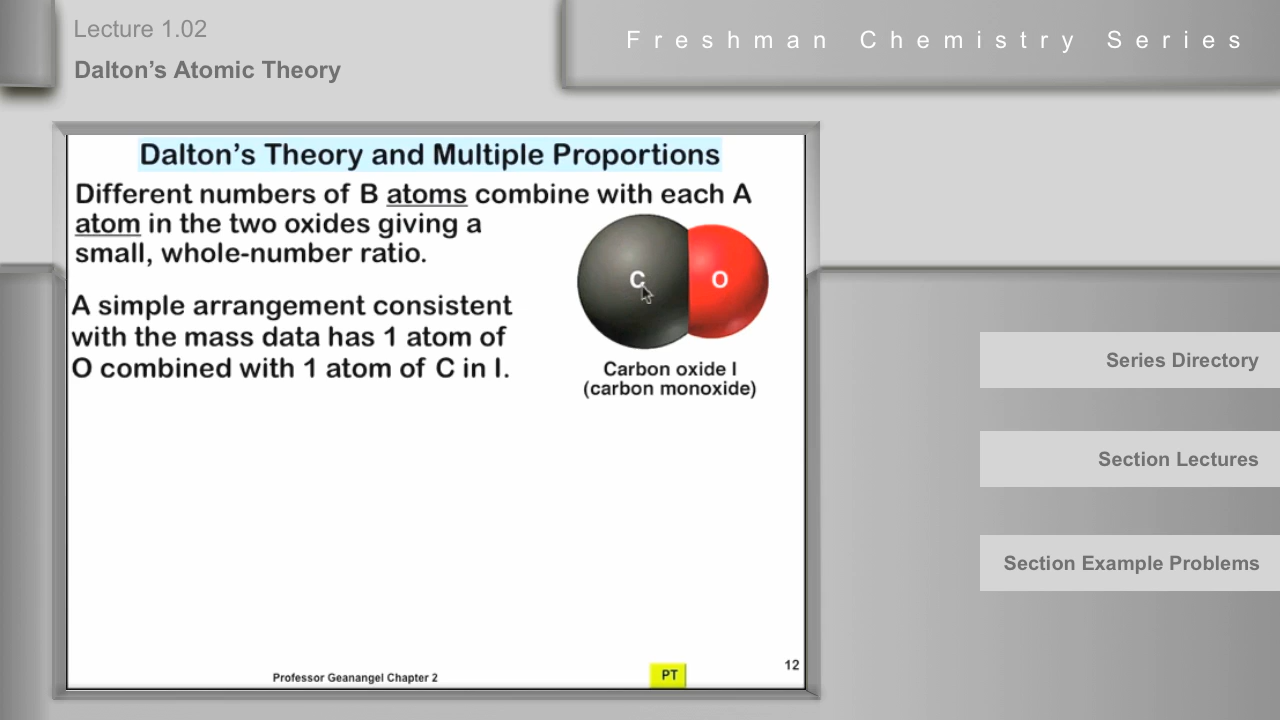 Lecture 1.02
Dalton's Atomic Theory
Freshman Chemistry Series
Dalton's Theory and Multiple Proportions
Different numbers of B atoms combine with each A
atom in the two oxides giving a
small, whole-number ratio.
C O
A simple arrangement consistent
with the mass data has 1 atom of
O combined with 1 atom of C in I.
Carbon oxide I
(carbon monoxide)
Series Directory
Section Lectures
Section Example Problems
Professor Geanangel Chapter 2
PT
12